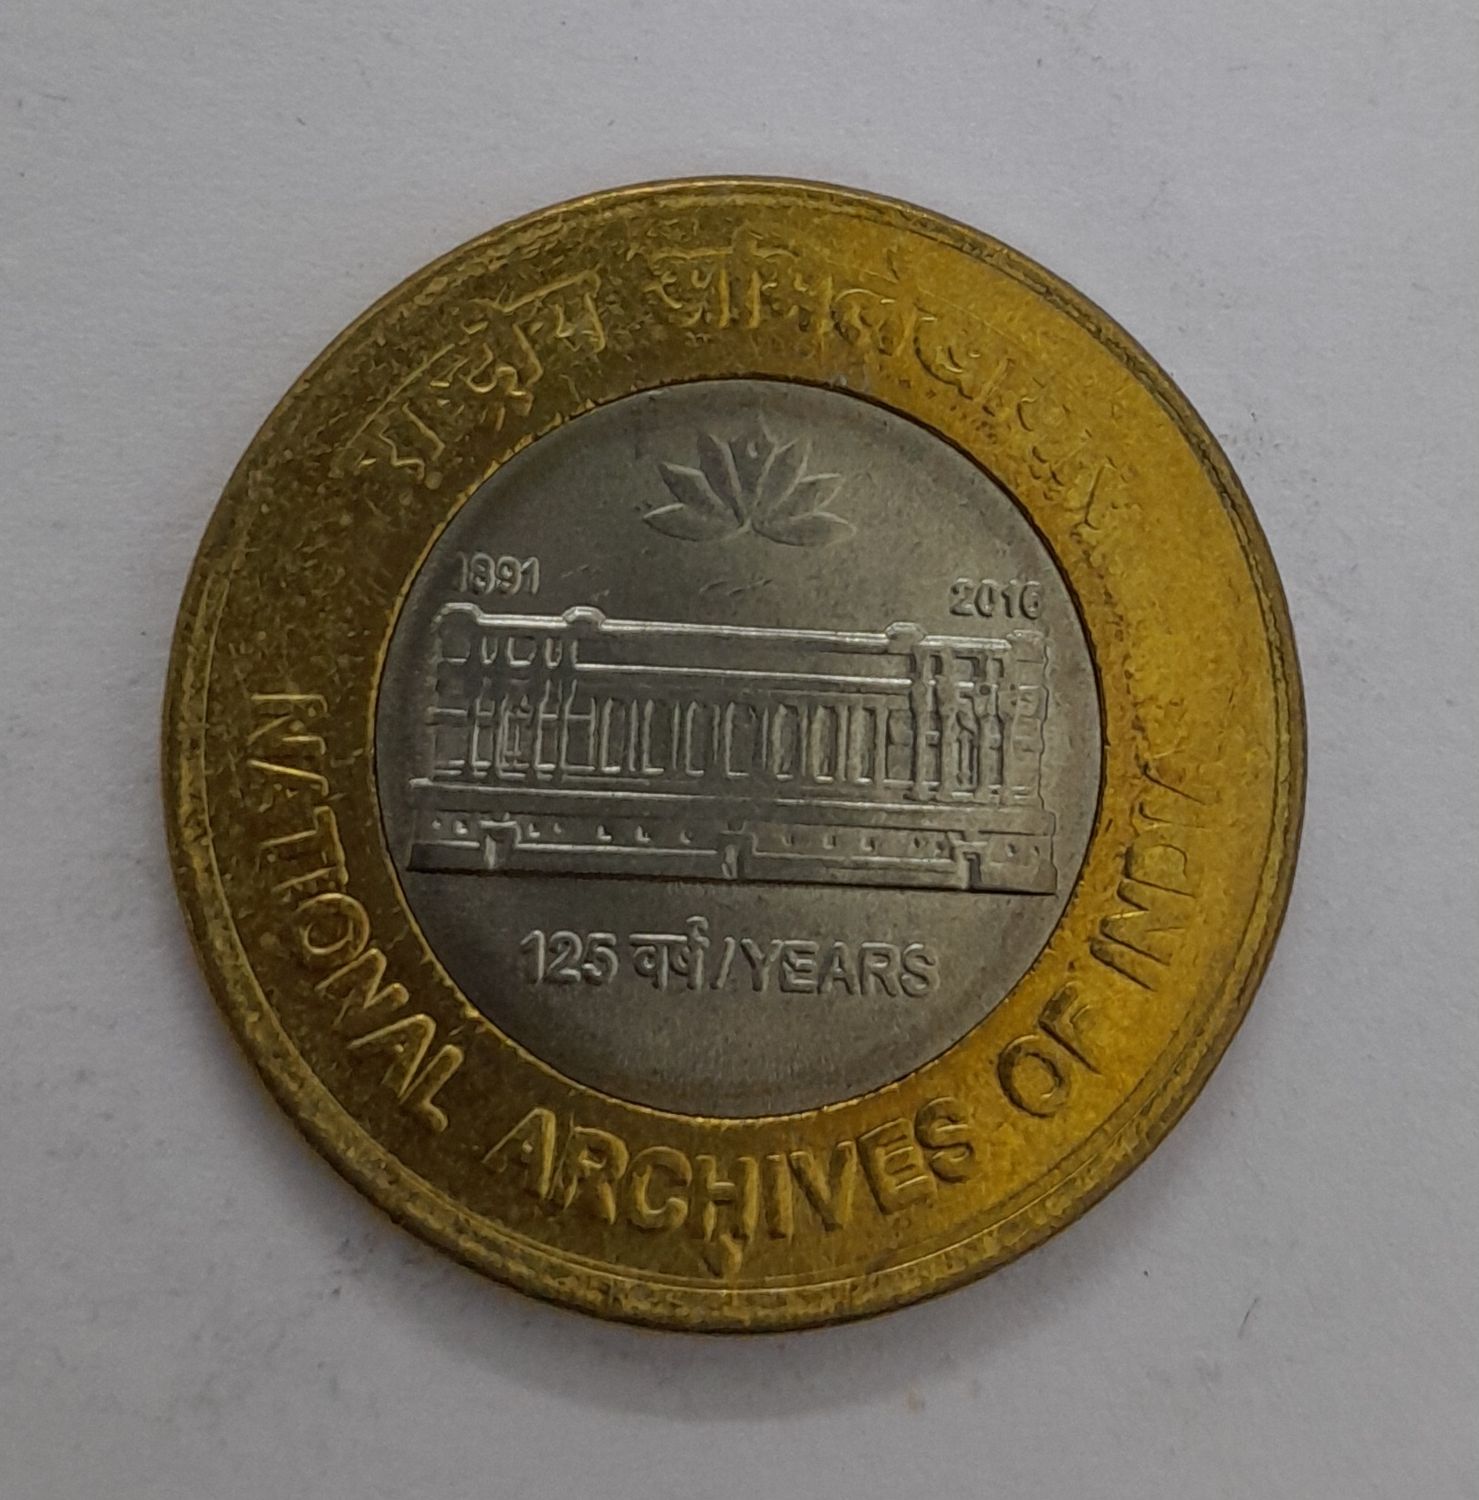 राष्ट्रीय अभिलेखागार
1891 2016
125 वर्ष/YEARS
NATIONAL ARCHIVES OF INDIA